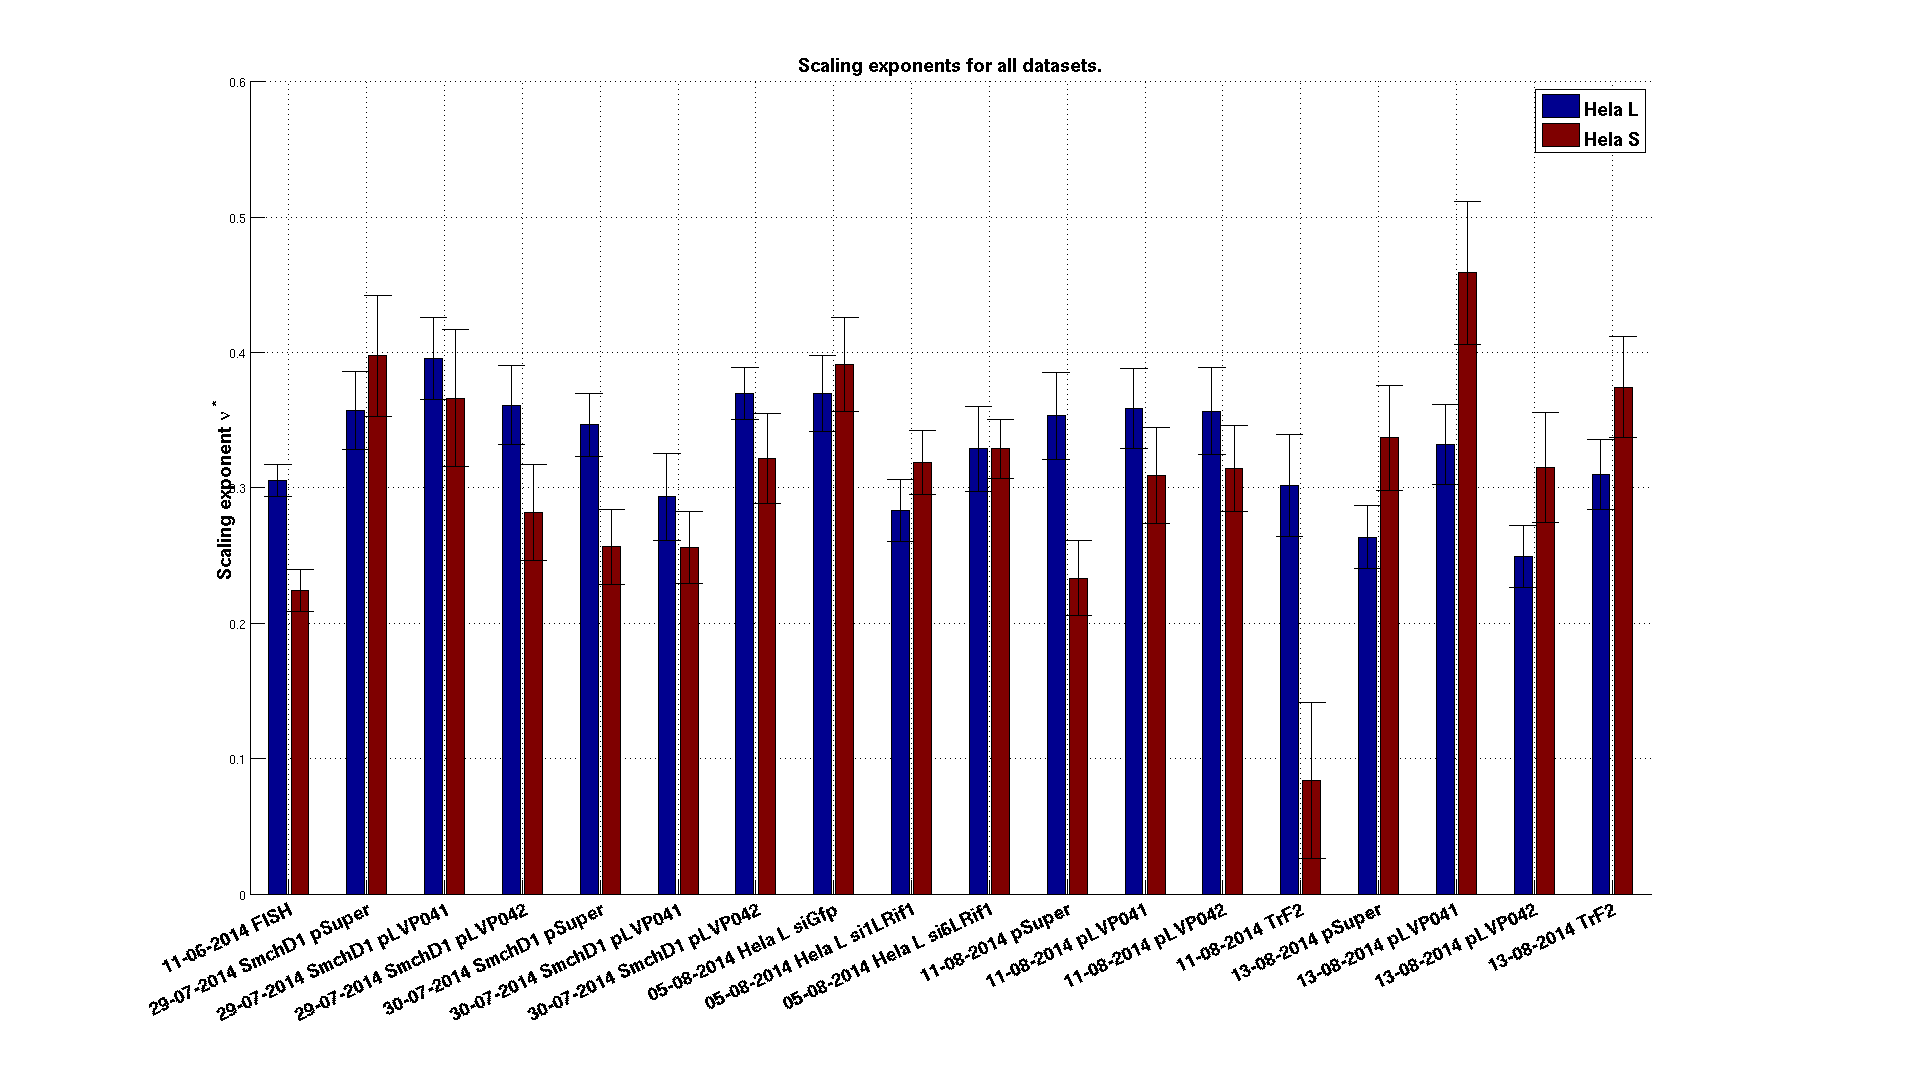 Scaling exponents for all datasets.
Hela L
Hela S
Scaling exponent ν*
0.6
0.5
0.4
0.3
0.2
0.1
0
11-06-2014 FISH
29-07-2014 SmchD1 pSuper
29-07-2014 SmchD1 pLVP041
29-07-2014 SmchD1 pLVP042
30-07-2014 SmchD1 pSuper
30-07-2014 SmchD1 pLVP041
30-07-2014 SmchD1 pLVP042
05-08-2014 Hela L siGfp
05-08-2014 Hela L si1LRif1
05-08-2014 Hela L si6LRif1
11-08-2014 pSuper
11-08-2014 pLVP041
11-08-2014 pLVP042
11-08-2014 TrF2
13-08-2014 pSuper
13-08-2014 pLVP041
13-08-2014 pLVP042
13-08-2014 TrF2